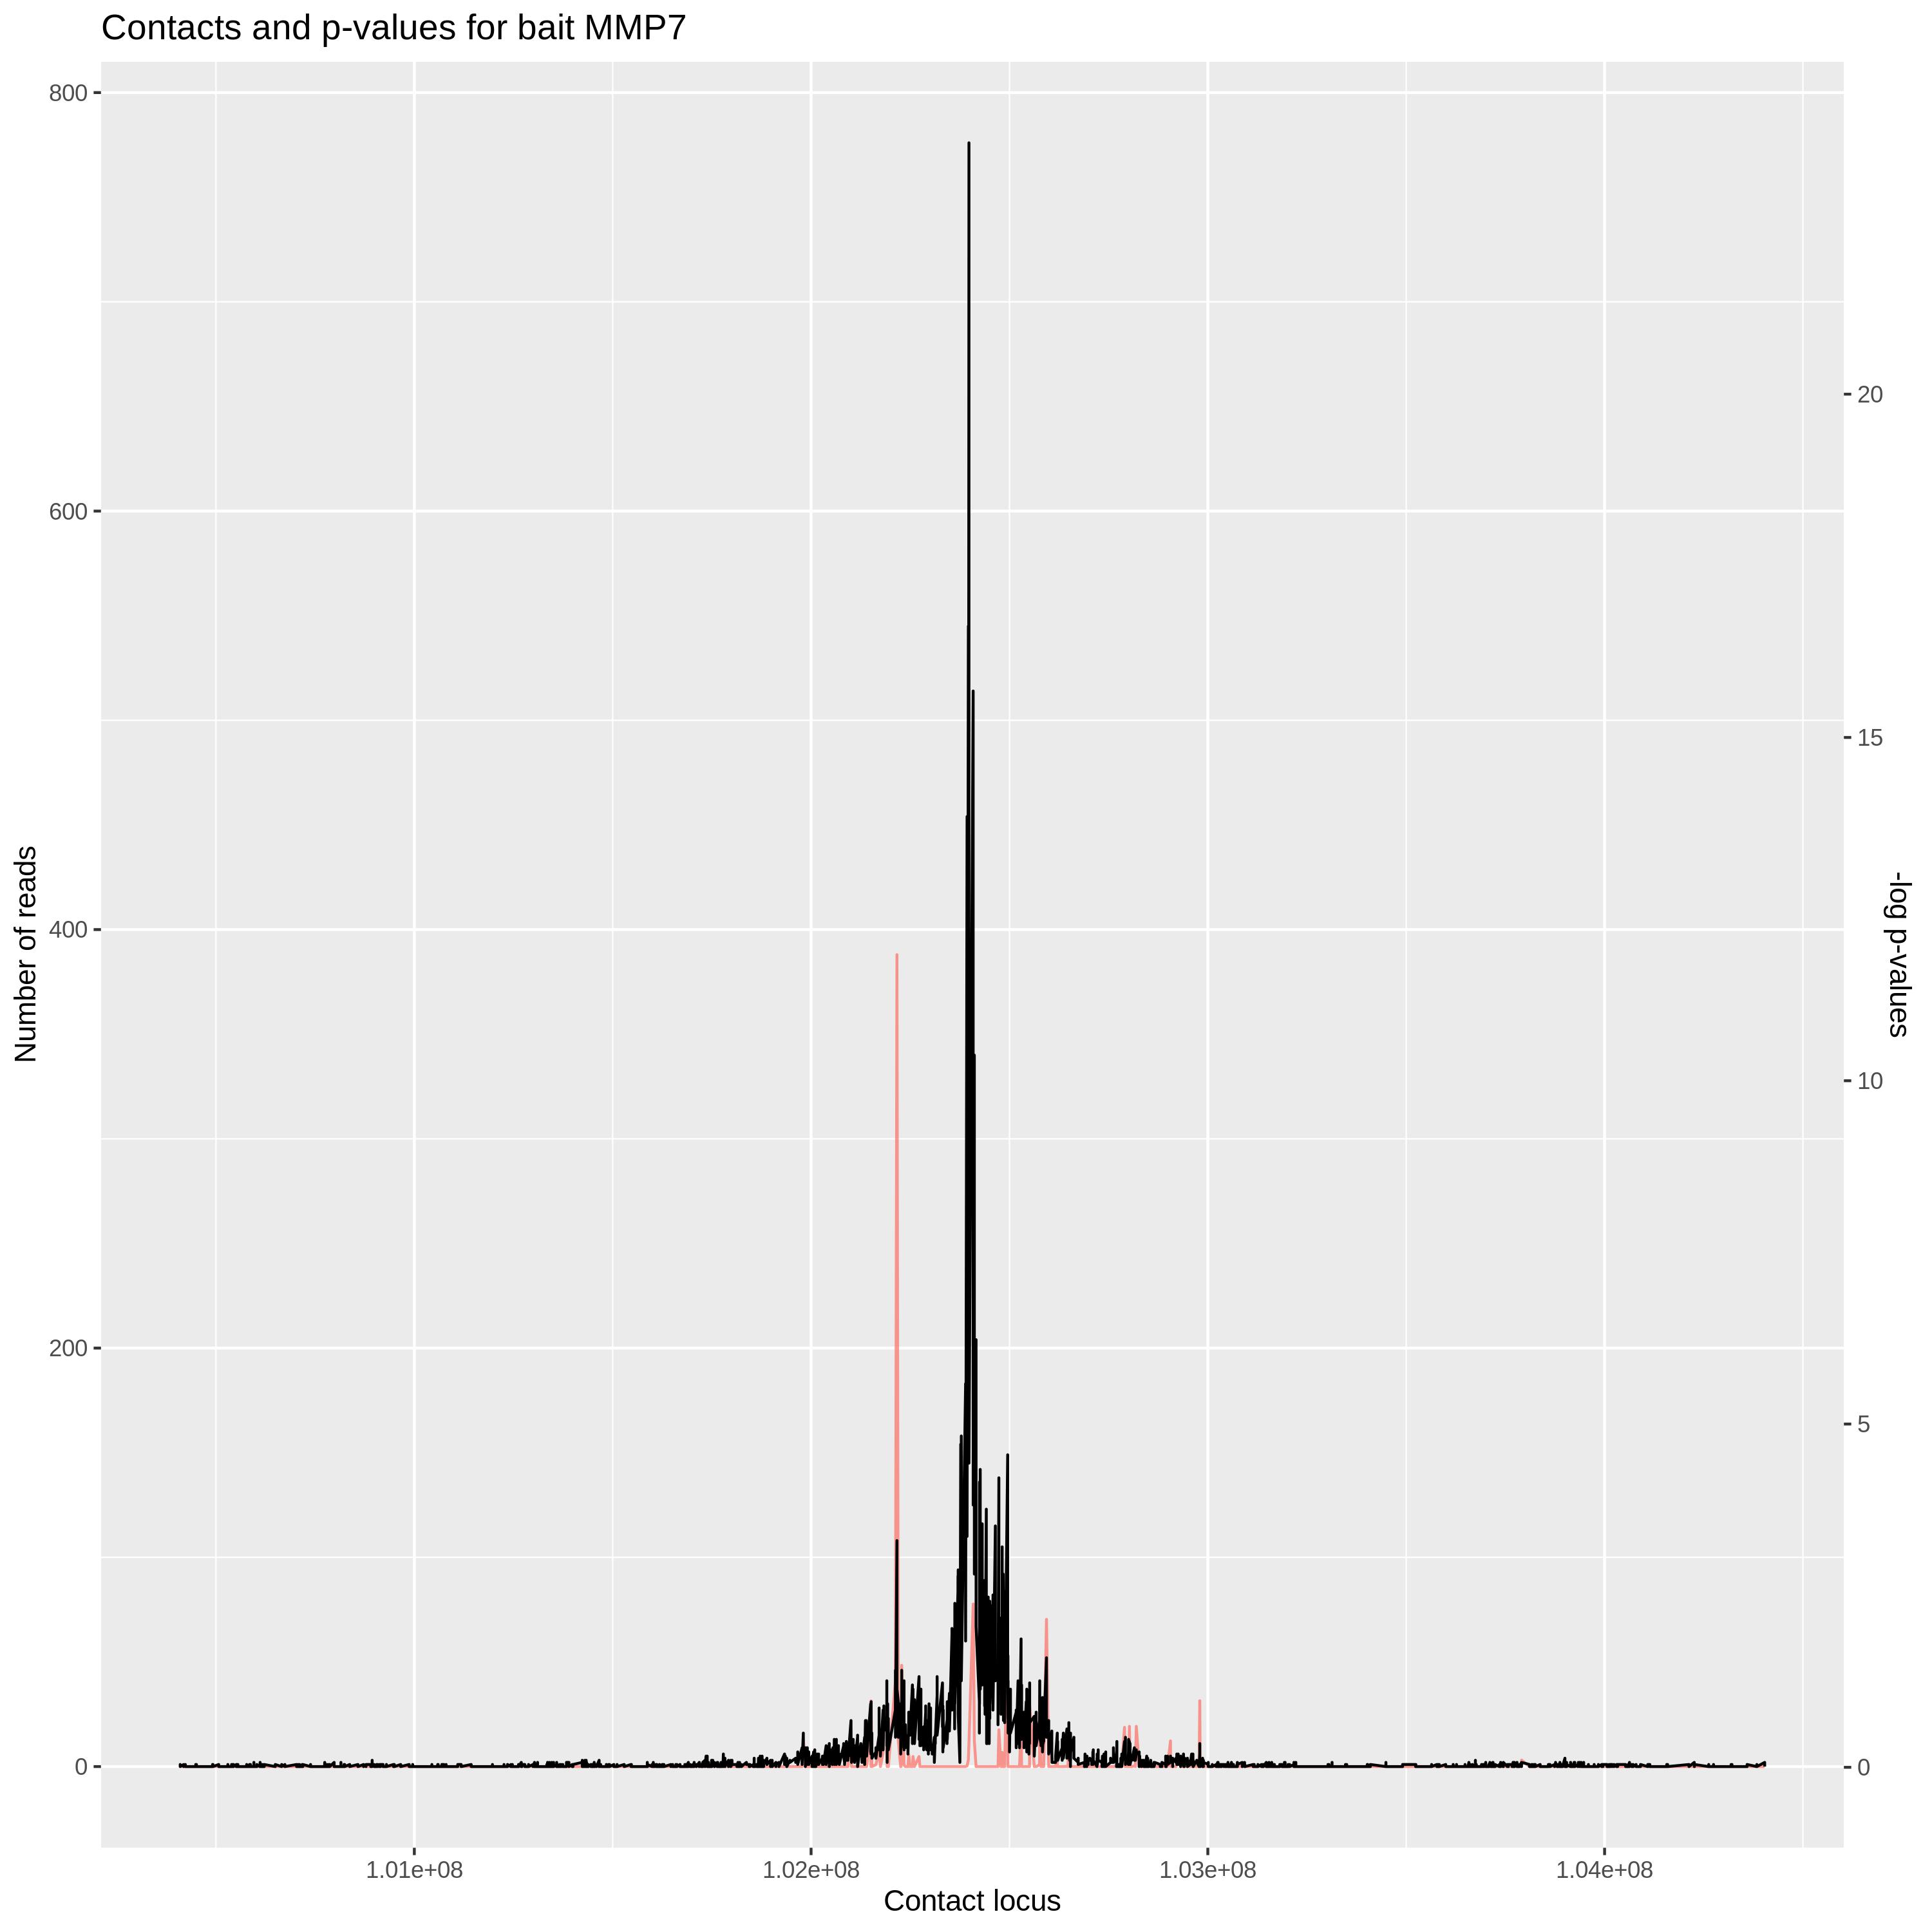 Contacts and p-values for bait MMP7
800
600
400
200
0
Number of reads
20
15
10
5
0
-log p-values
1.01e+08
1.02e+08
1.03e+08
1.04e+08
Contact locus